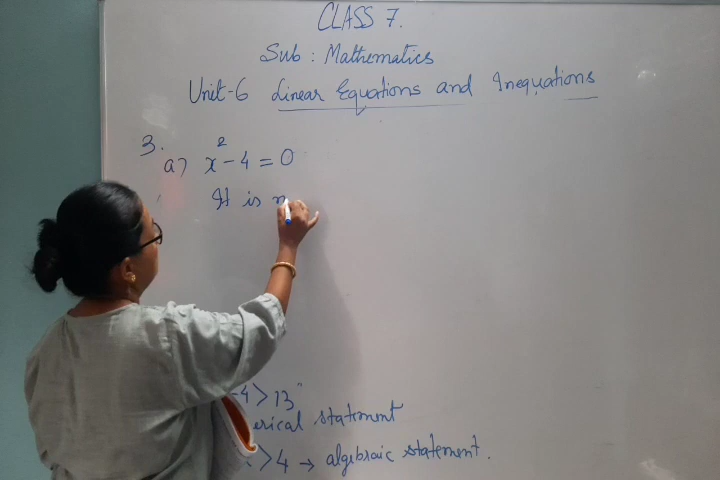 CLASS 7.
Sub : Mathematics
Unit-6 Linear Equations and Inequations
3.
a) x² - 4 = 0
It is n
-4 > 13
erical statement
> 4 → algebraic statement.